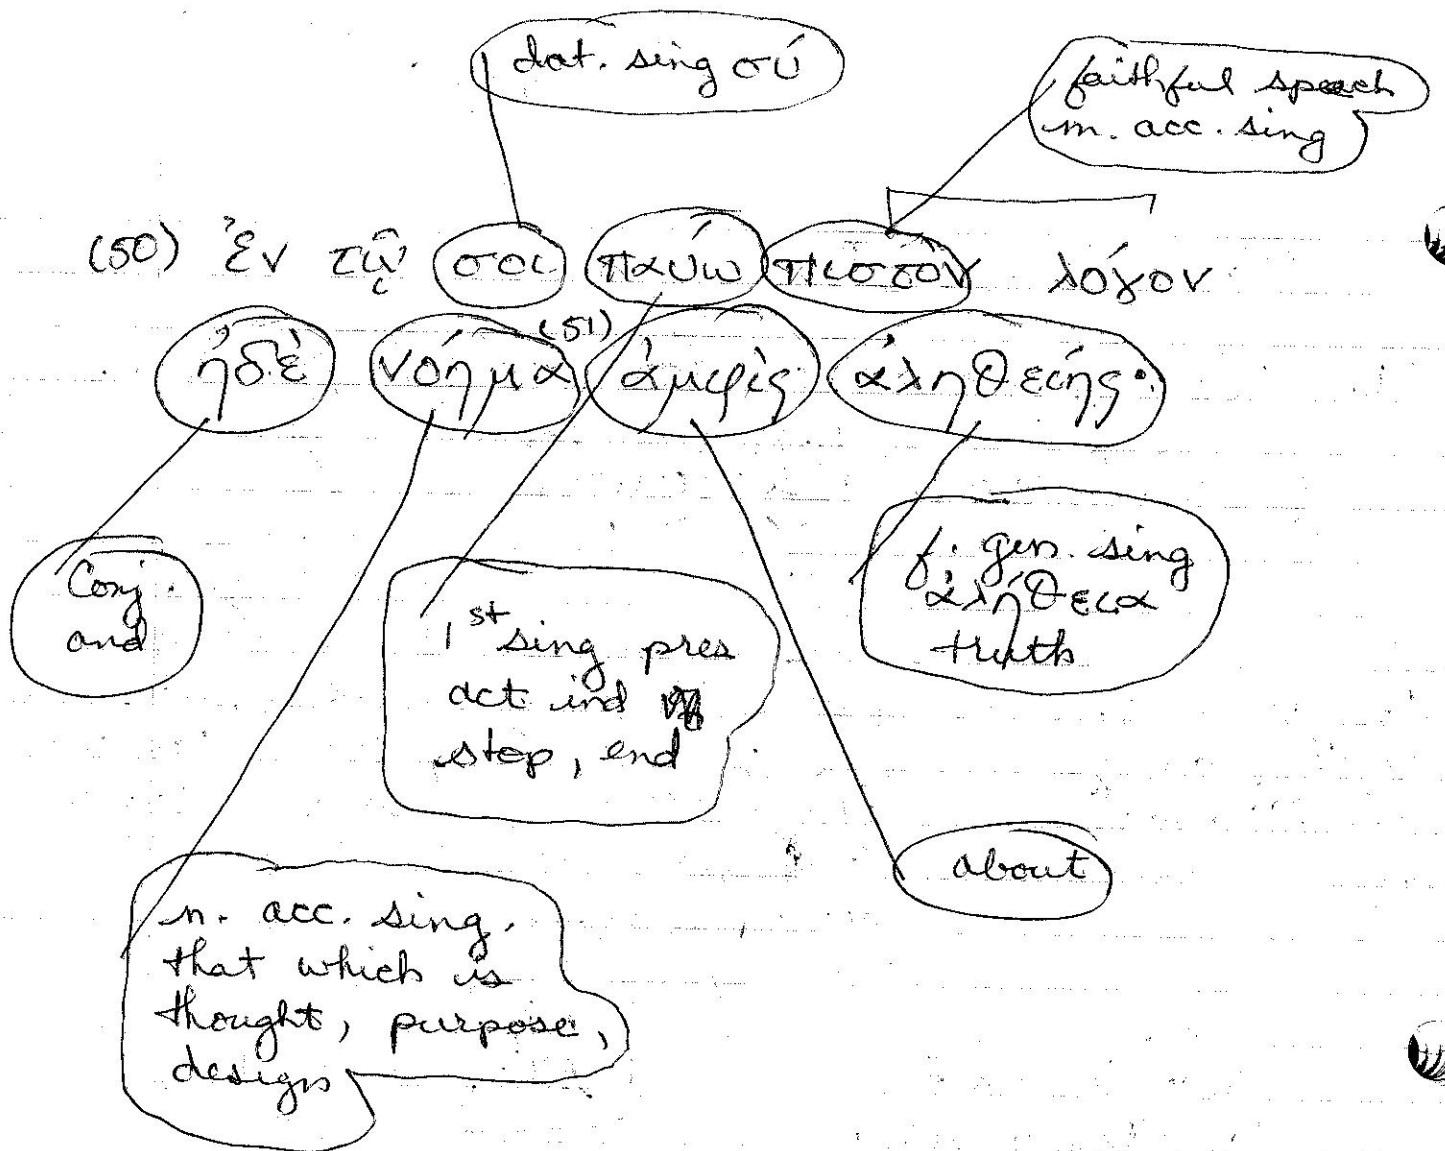 dat. sing σύ
faithful speech
m. acc. sing
(50) ἐν τῷ σοι παύω πιστὸν λόγον
ἠδὲ νόημα (51) ἀμφὶς ἀληθείης·
Conj.
and
1st sing pres
act ind
stop, end
f. gen. sing
ἀλήθεια
truth
about
n. acc. sing.
that which is
thought, purpose,
design